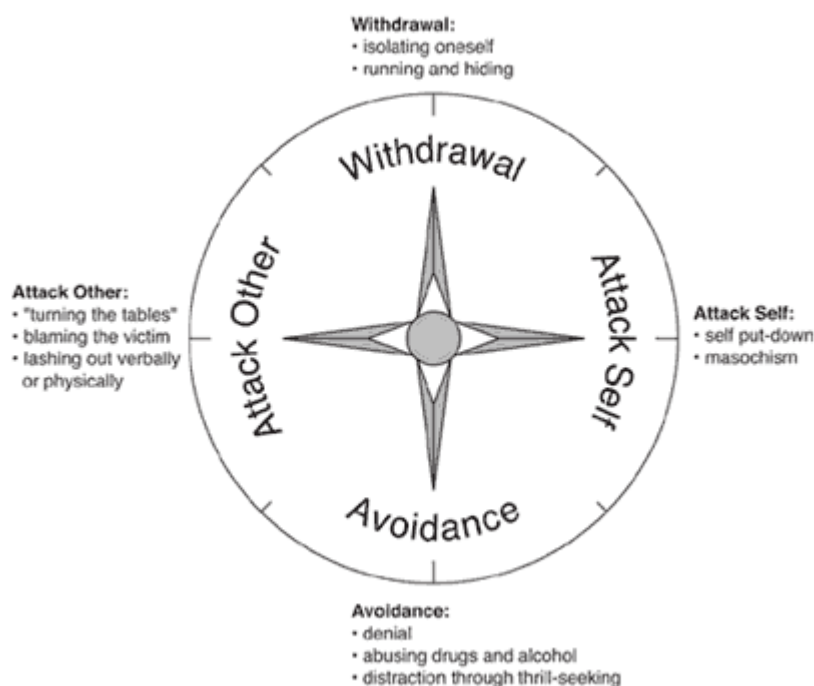 Withdrawal:
• isolating oneself
• running and hiding
Withdrawal
Attack Other:
• "turning the tables"
• blaming the victim
• lashing out verbally
or physically
Attack Other
Attack Self
Attack Self:
• self put-down
• masochism
Avoidance
Avoidance:
• denial
• abusing drugs and alcohol
• distraction through thrill-seeking